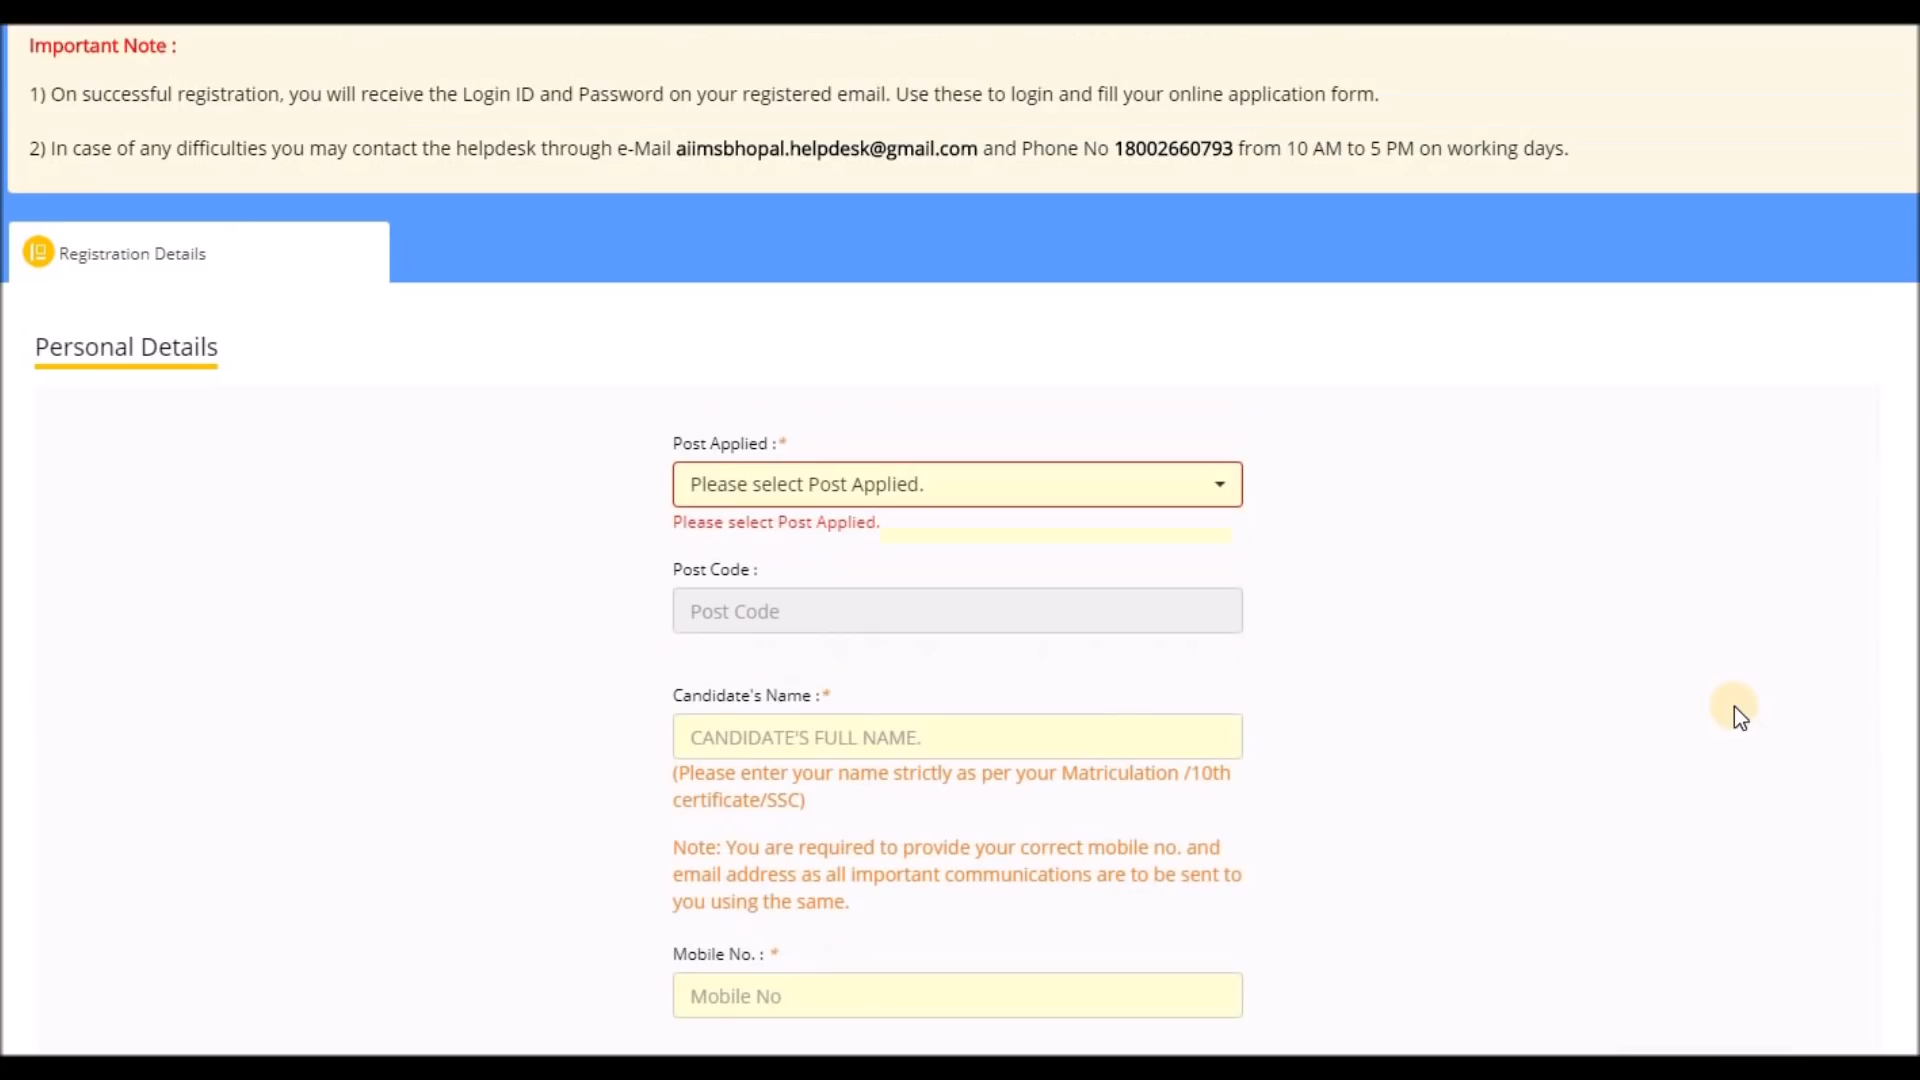 Important Note :
1) On successful registration, you will receive the Login ID and Password on your registered email. Use these to login and fill your online application form.
2) In case of any difficulties you may contact the helpdesk through e-Mail aiimsbhopal.helpdesk@gmail.com and Phone No 18002660793 from 10 AM to 5 PM on working days.
Registration Details
Personal Details
Post Applied :*
Please select Post Applied.
Please select Post Applied.
Post Code :
Post Code
Candidate's Name :*
CANDIDATE'S FULL NAME.
(Please enter your name strictly as per your Matriculation /10th
certificate/SSC)
Note: You are required to provide your correct mobile no. and
email address as all important communications are to be sent to
you using the same.
Mobile No. : *
Mobile No